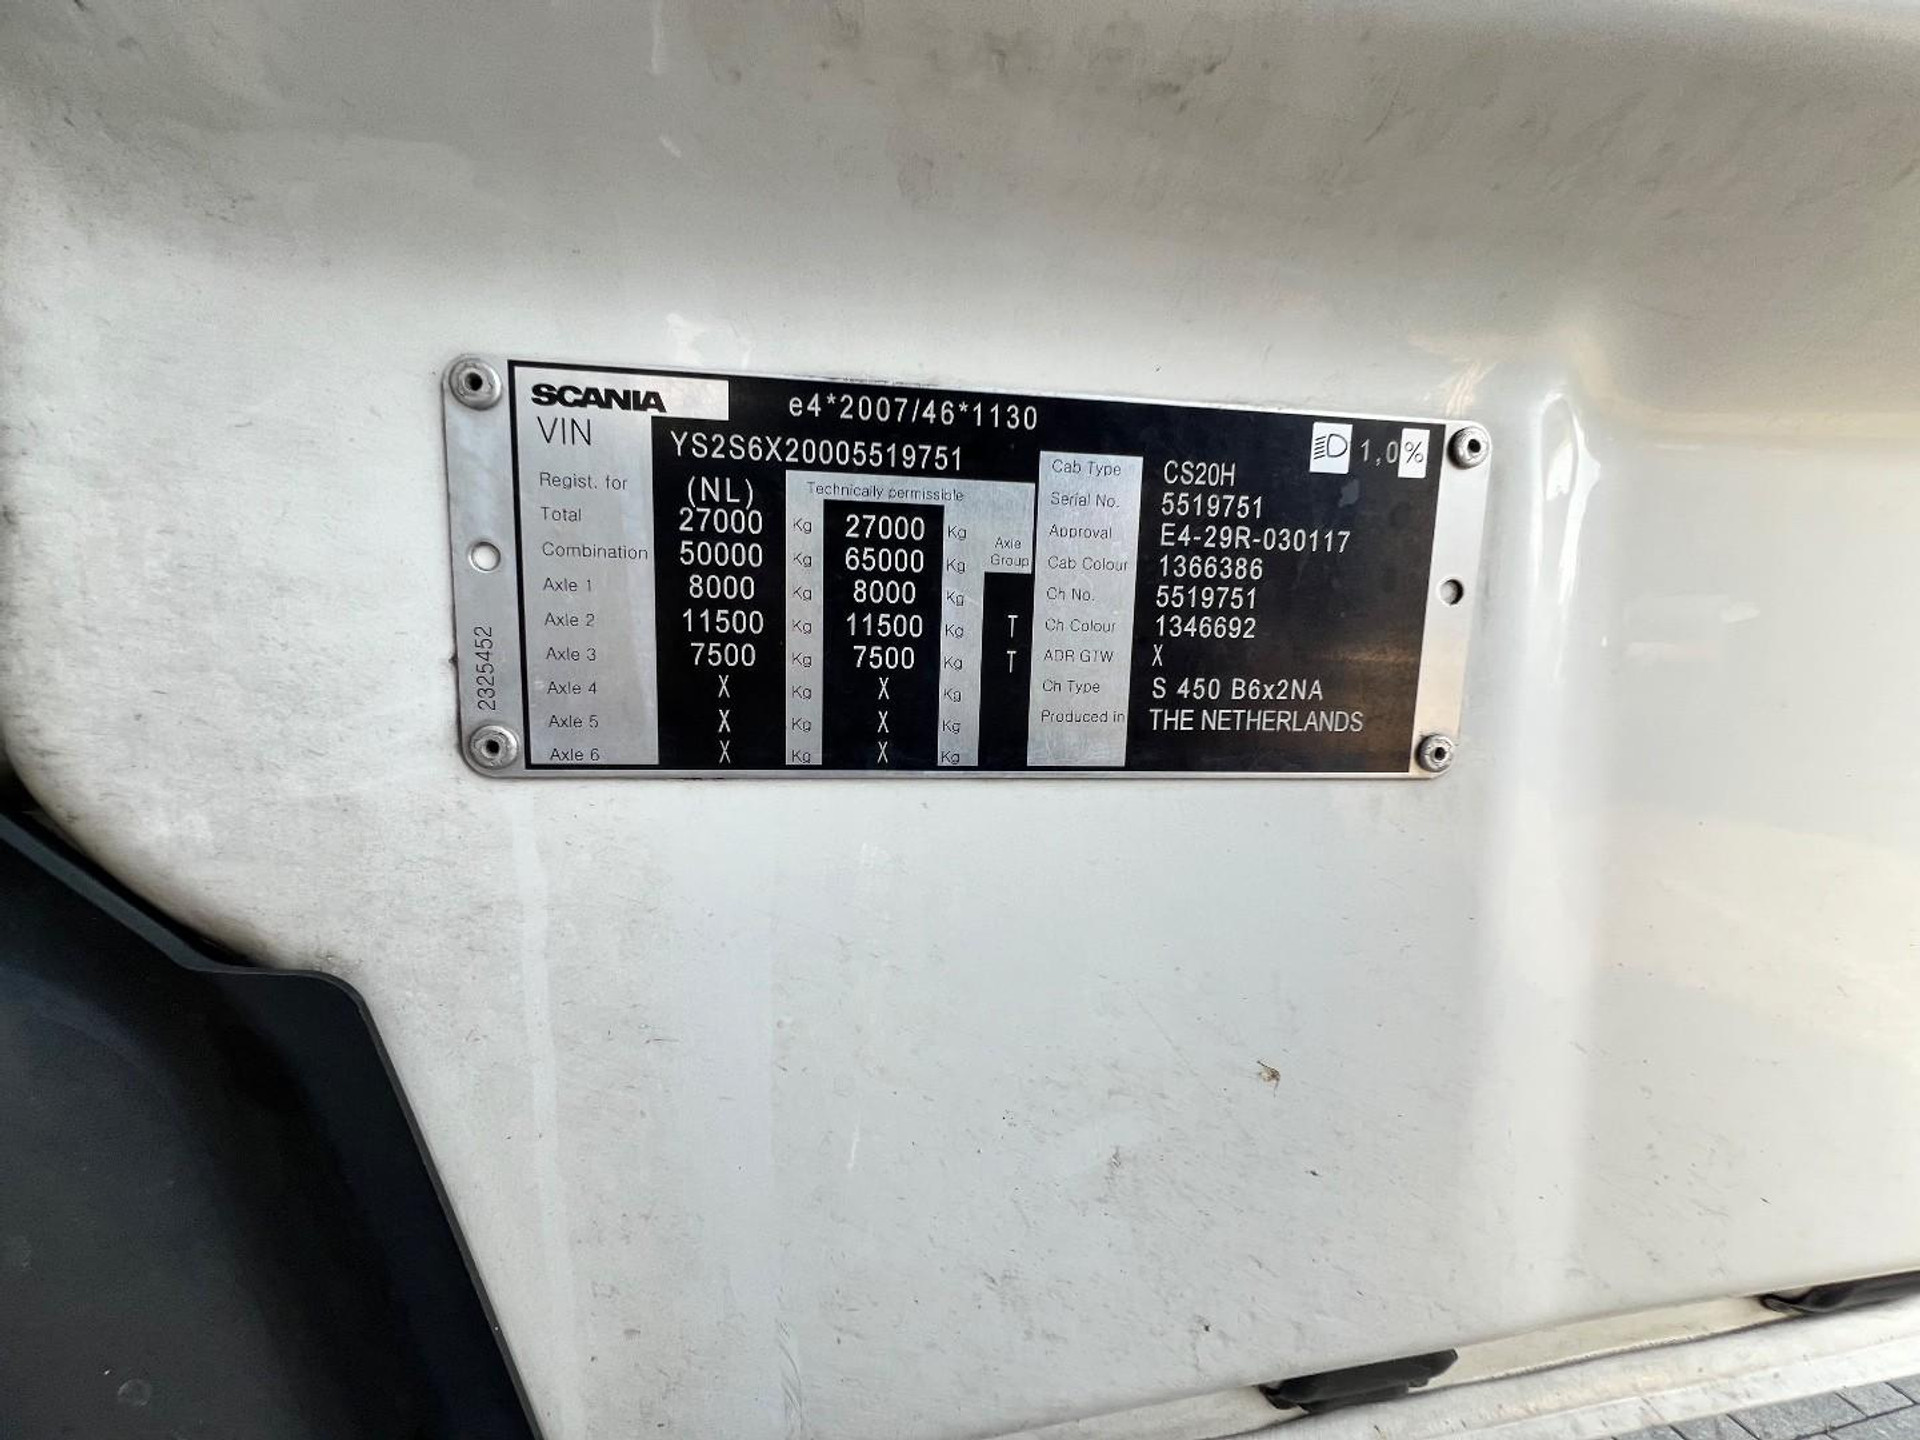 SCANIA e4*2007/46*1130
VIN YS2S6X20005519751
1,0%
Regist. for (NL)
Technically permissible
Total 27000 Kg 27000 Kg
Axle Group
Combination 50000 Kg 65000 Kg
Axle 1 8000 Kg 8000 Kg
Axle 2 11500 Kg 11500 Kg T
Axle 3 7500 Kg 7500 Kg T
Axle 4 X Kg X Kg
Axle 5 X Kg X Kg
Axle 6 X Kg X Kg
Cab Type CS20H
Serial No. 5519751
Approval E4-29R-030117
Cab Colour 1366386
Ch No. 5519751
Ch Colour 1346692
ADR GTW X
Ch Type S 450 B6x2NA
Produced in THE NETHERLANDS
2325452